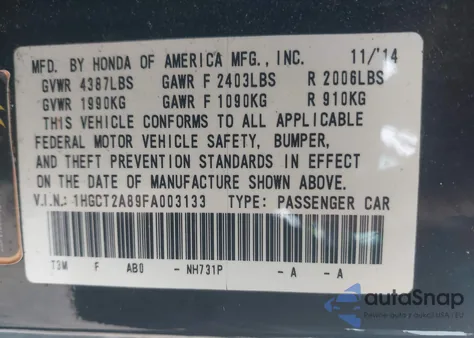 MFD. BY HONDA OF AMERICA MFG., INC. 11/'14
GVWR 4387LBS GAWR F 2403LBS R 2006LBS
GVWR 1990KG GAWR F 1090KG R 910KG
THIS VEHICLE CONFORMS TO ALL APPLICABLE
FEDERAL MOTOR VEHICLE SAFETY, BUMPER,
AND THEFT PREVENTION STANDARDS IN EFFECT
ON THE DATE OF MANUFACTURE SHOWN ABOVE.
V.I.N.: 1HGCT2A89FA003133 TYPE: PASSENGER CAR
T3M F AB0 - NH731P - A - A
autoSnap